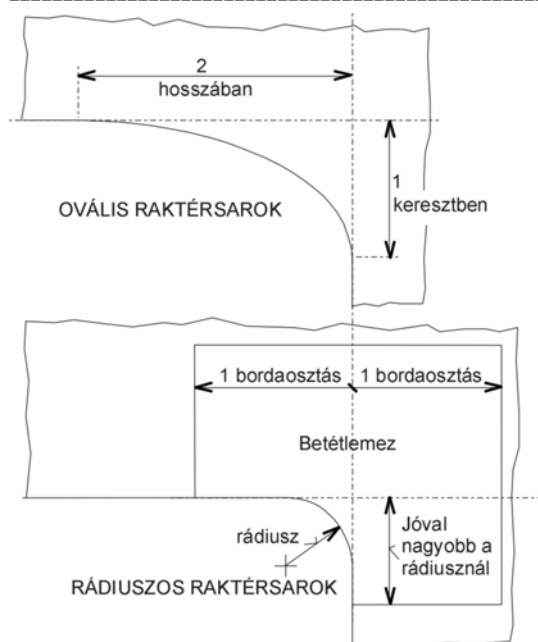 2
hosszában
1
keresztben
OVÁLIS RAKTÉRSAROK
1 bordaosztás
1 bordaosztás
Betétlemez
rádiusz
Jóval
nagyobb a
rádiusznál
RÁDIUSZOS RAKTÉRSAROK